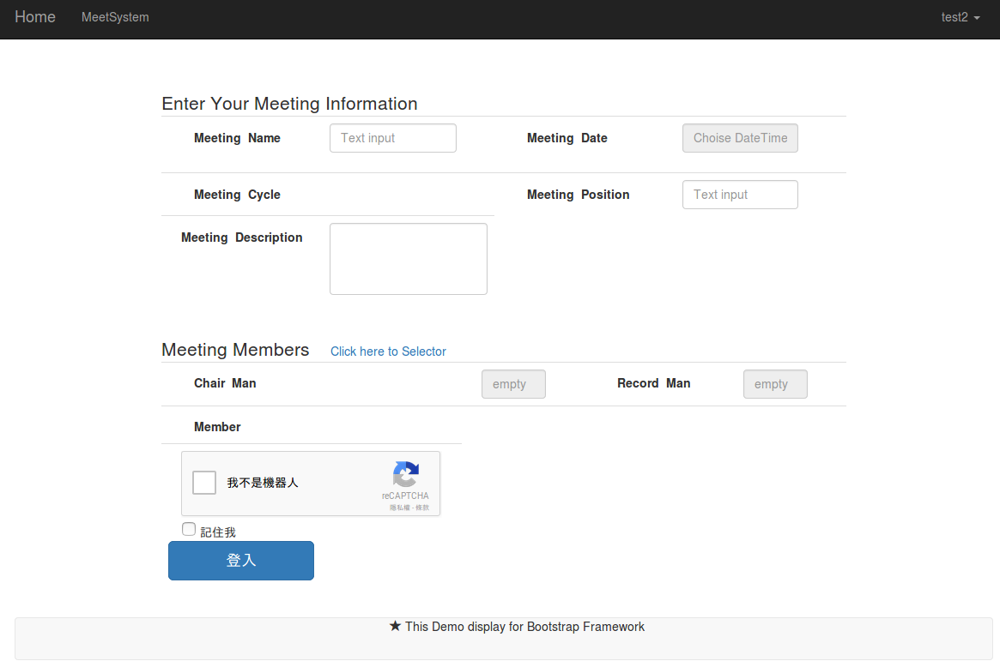 Home MeetSystem test2
Enter Your Meeting Information
Meeting Name Text input Meeting Date Choise DateTime
Meeting Cycle Meeting Position Text input
Meeting Description
Meeting Members Click here to Selector
Chair Man empty Record Man empty
Member
我不是機器人
reCAPTCHA
隱私權 - 條款
記住我
登入
★ This Demo display for Bootstrap Framework